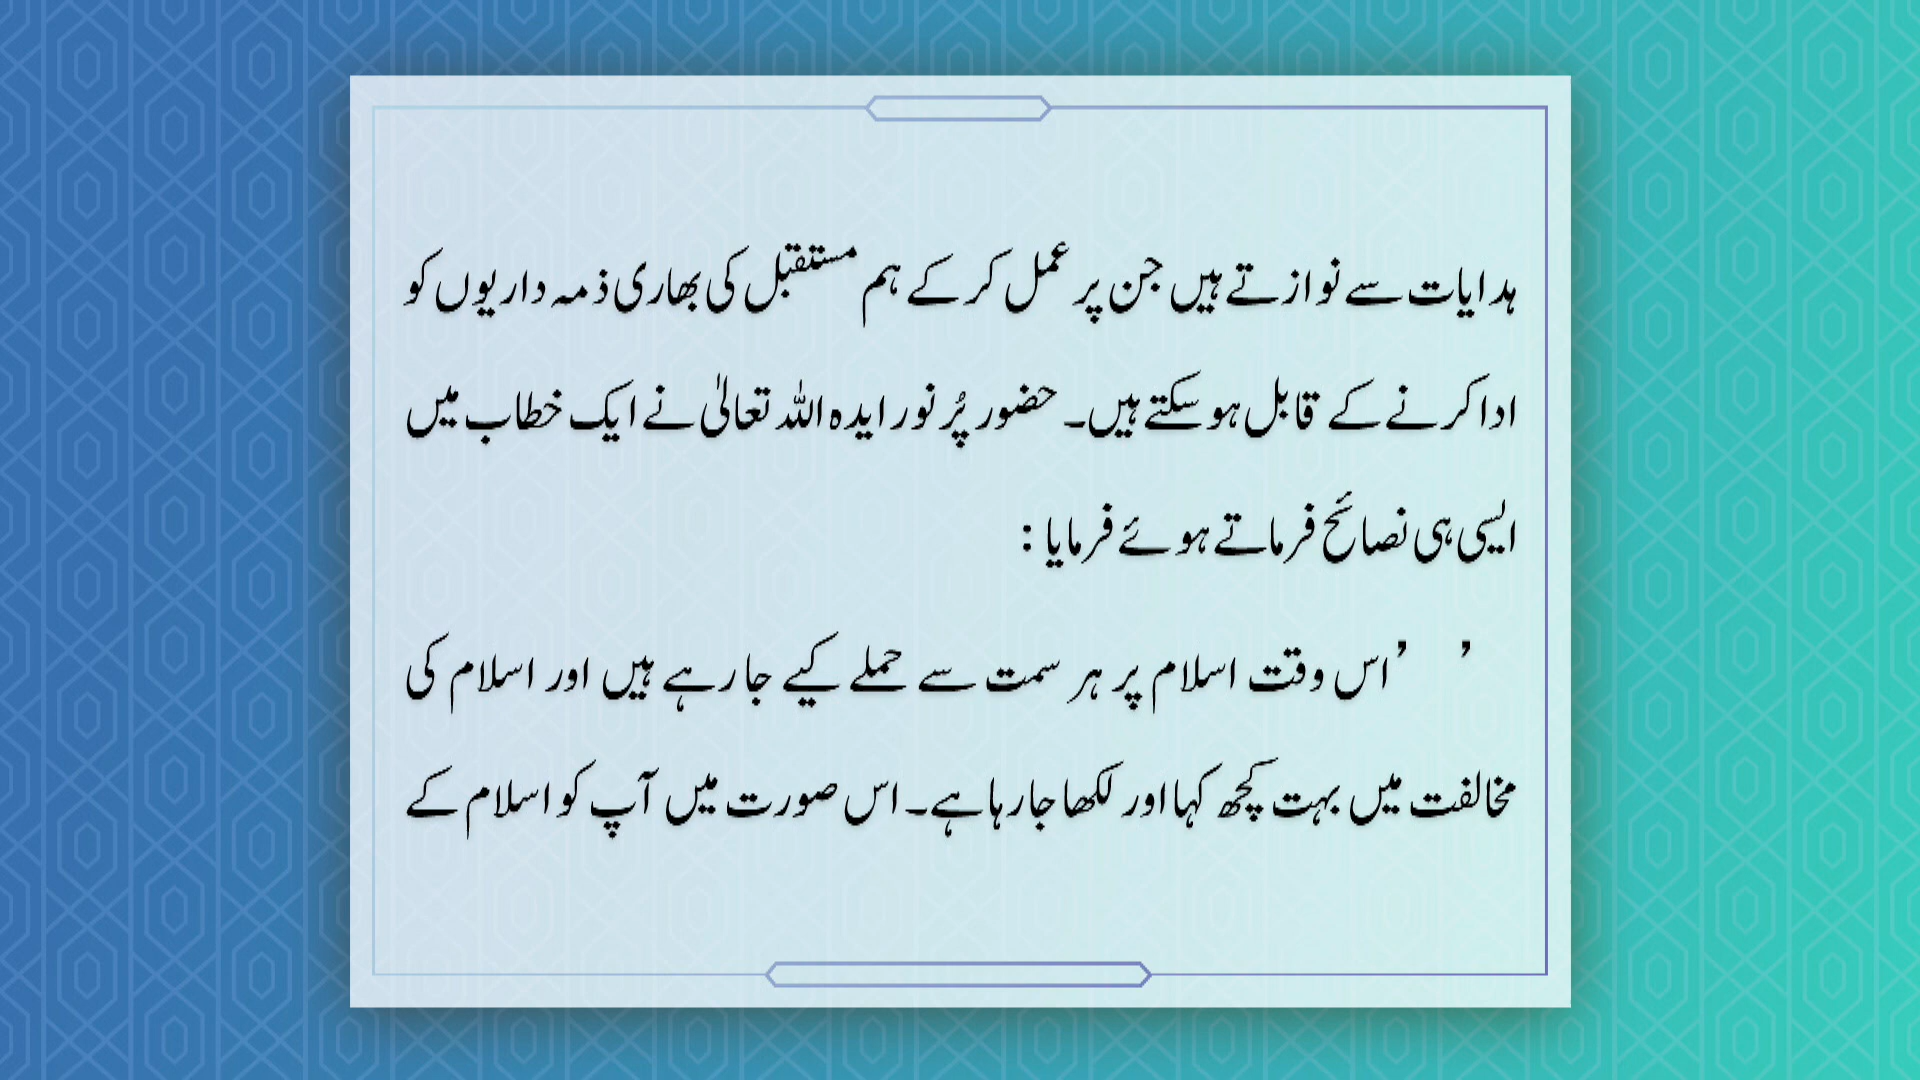 ہدایات سے نوازتے ہیں جن پر عمل کر کے ہم مستقبل کی بھاری ذمہ داریوں کو
ادا کرنے کے قابل ہو سکتے ہیں۔ حضور پُر نور ایدہ اللہ تعالیٰ نے ایک خطاب میں
ایسی ہی نصائح فرماتے ہوئے فرمایا :
’ ’اس وقت اسلام پر ہر سمت سے حملے کیے جا رہے ہیں اور اسلام کی
مخالفت میں بہت کچھ کہا اور لکھا جا رہا ہے۔ اس صورت میں آپ کو اسلام کے